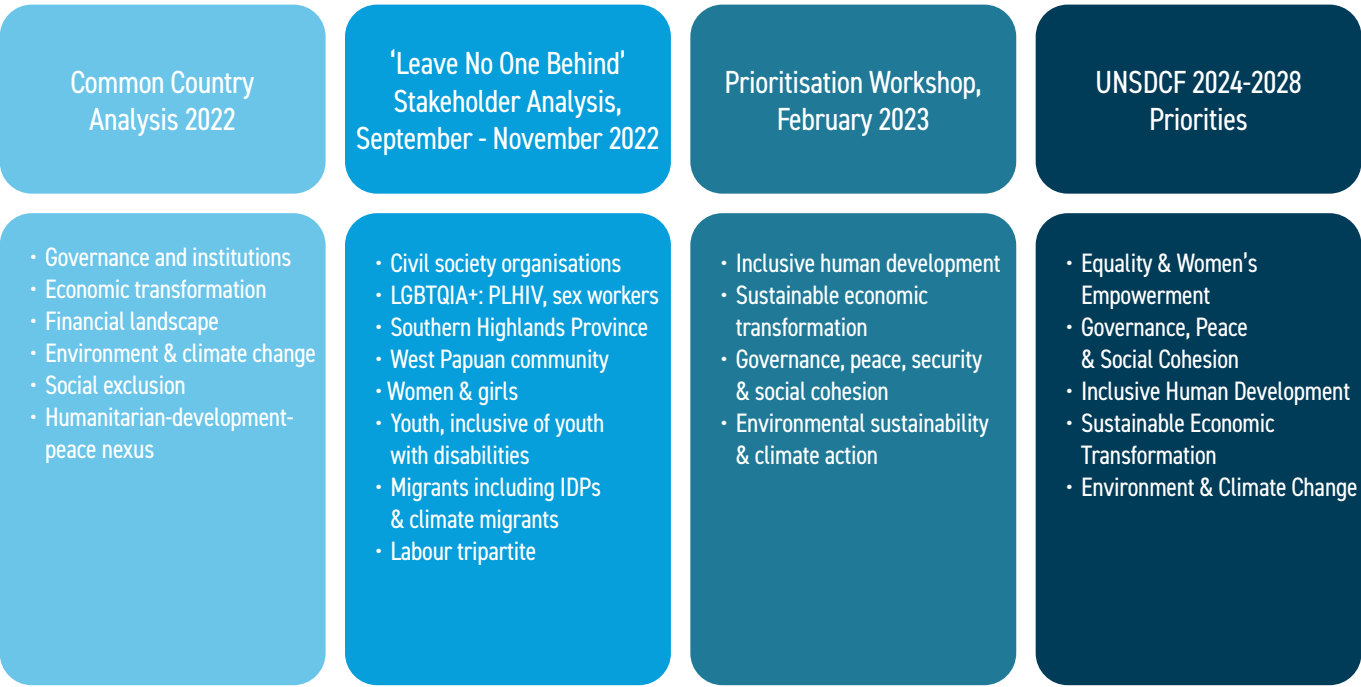 Common Country
Analysis 2022
‘Leave No One Behind’
Stakeholder Analysis,
September - November 2022
Prioritisation Workshop,
February 2023
UNSDCF 2024-2028
Priorities
· Governance and institutions
· Economic transformation
· Financial landscape
· Environment & climate change
· Social exclusion
· Humanitarian-development-
peace nexus
· Civil society organisations
· LGBTQIA+: PLHIV, sex workers
· Southern Highlands Province
· West Papuan community
· Women & girls
· Youth, inclusive of youth
with disabilities
· Migrants including IDPs
& climate migrants
· Labour tripartite
· Inclusive human development
· Sustainable economic
transformation
· Governance, peace, security
& social cohesion
· Environmental sustainability
& climate action
· Equality & Women’s
Empowerment
· Governance, Peace
& Social Cohesion
· Inclusive Human Development
· Sustainable Economic
Transformation
· Environment & Climate Change